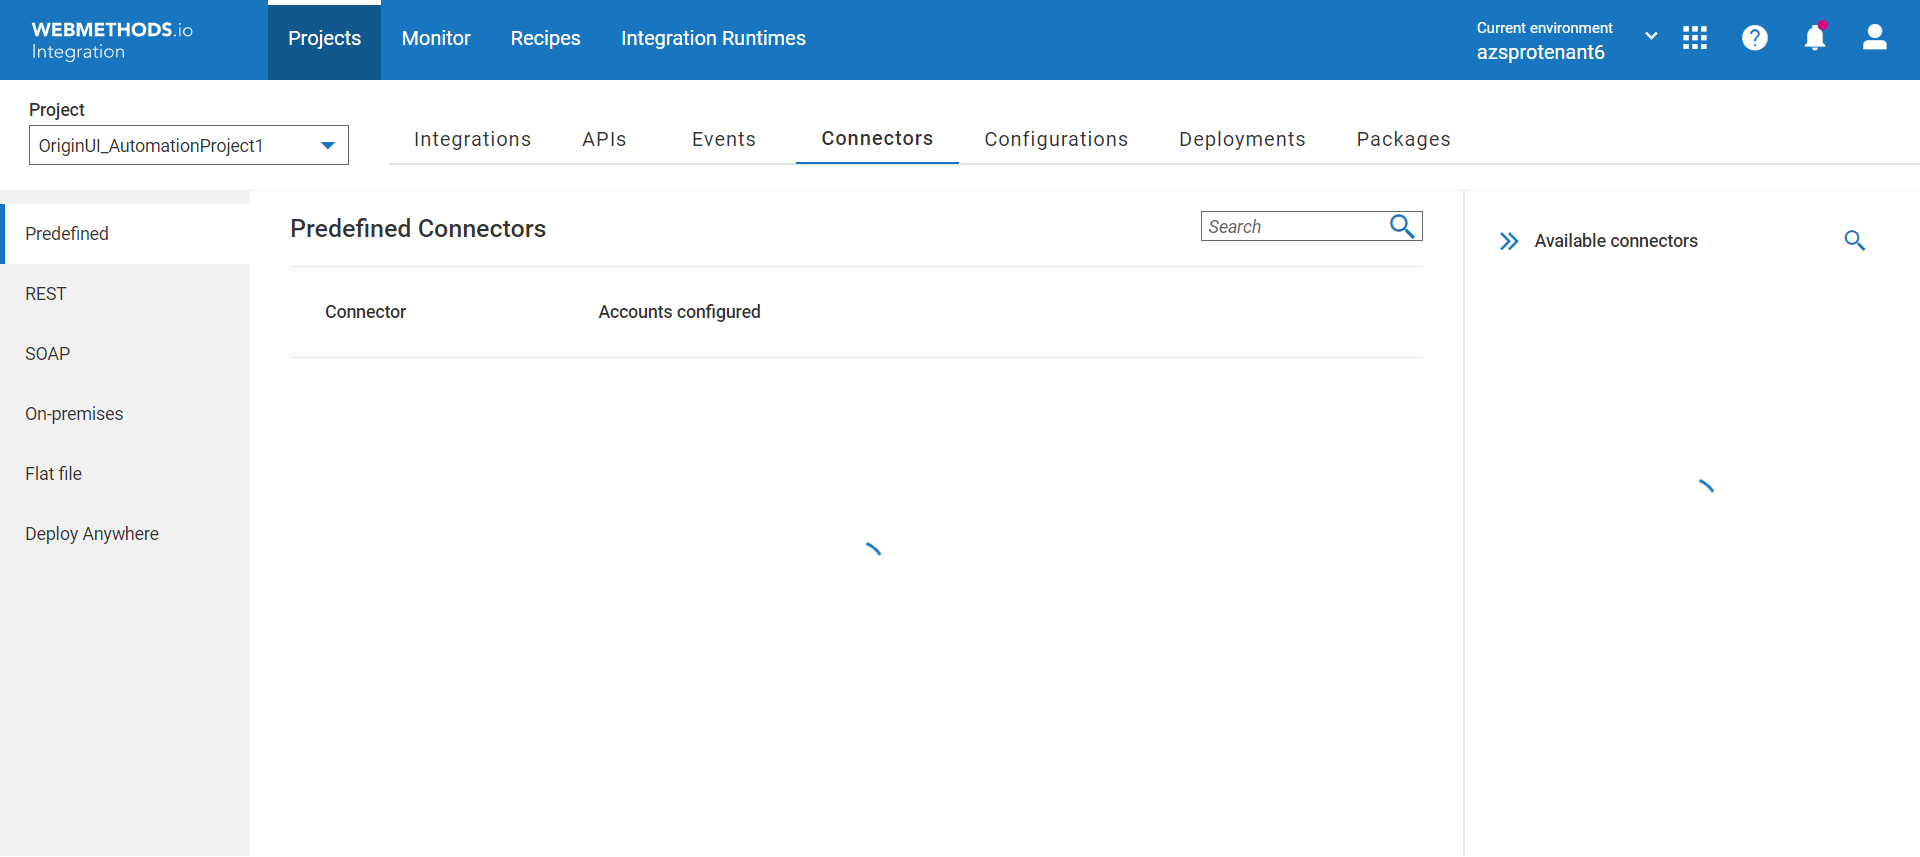 WEBMETHODS.io
Integration
Projects
Monitor
Recipes
Integration Runtimes
Current environment
azsprotenant6
Project
OriginUI_AutomationProject1
Integrations
APIs
Events
Connectors
Configurations
Deployments
Packages
Predefined
REST
SOAP
On-premises
Flat file
Deploy Anywhere
Predefined Connectors
Search
Connector
Accounts configured
Available connectors